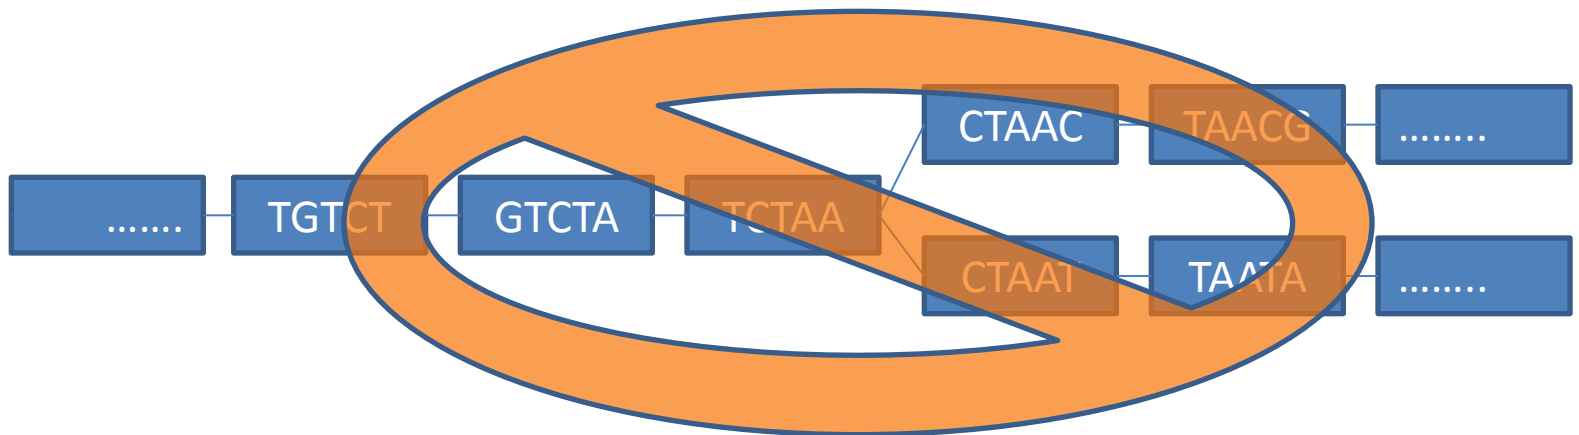 CTAAC TAACG ……..
……. TGTCT GTCTA TCTAA
CTAAT TAATA ……..